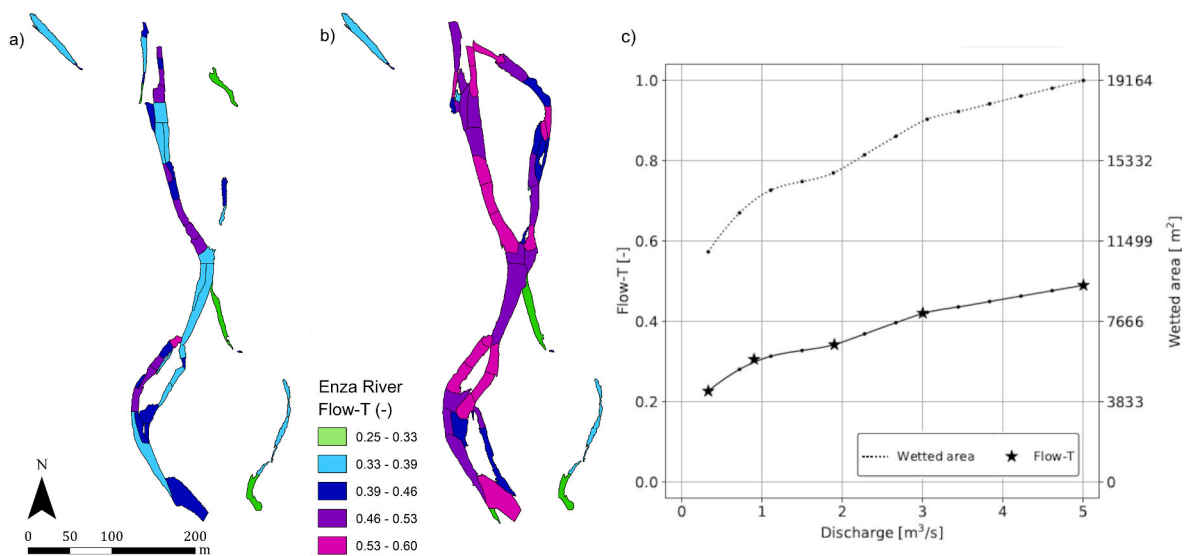 a)
b)
c)
N
0 50 100 200
m
Enza River
Flow-T (-)
0.25 - 0.33
0.33 - 0.39
0.39 - 0.46
0.46 - 0.53
0.53 - 0.60
Flow-T [-]
1.0
0.8
0.6
0.4
0.2
0.0
19164
15332
11499
7666
3833
0
Wetted area [ m²]
Wetted area
Flow-T
0 1 2 3 4 5
Discharge [m³/s]